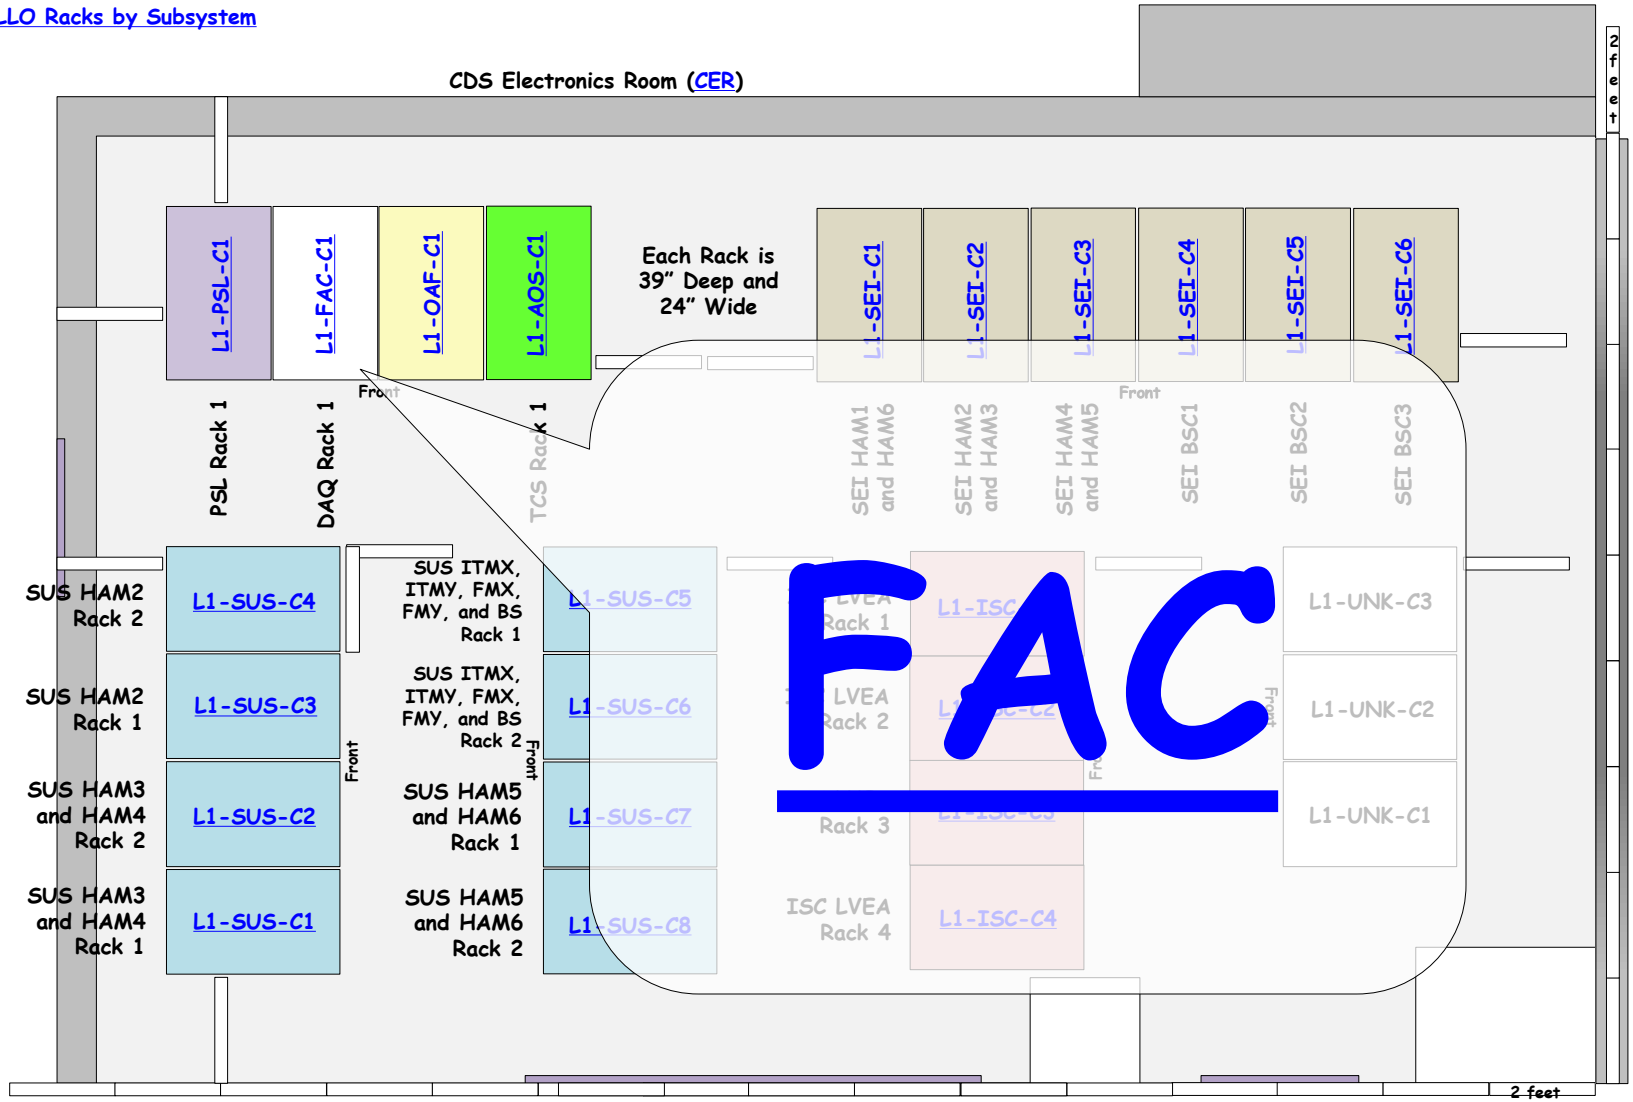 LLO Racks by Subsystem
CDS Electronics Room (CER)
2feet
L1-PSL-C1
L1-FAC-C1
L1-OAF-C1
L1-AOS-C1
Each Rack is
39” Deep and
24” Wide
L1-SEI-C1
L1-SEI-C2
L1-SEI-C3
L1-SEI-C4
L1-SEI-C5
L1-SEI-C6
Front
Front
PSL Rack 1
DAQ Rack 1
TCS Rack 1
SEI HAM1
and HAM6
SEI HAM2
and HAM3
SEI HAM4
and HAM5
SEI BSC1
SEI BSC2
SEI BSC3
SUS HAM2
Rack 2
L1-SUS-C4
SUS ITMX,
ITMY, FMX,
FMY, and BS
Rack 1
L1-SUS-C5
LVEA
Rack 1
L1-ISC
L1-UNK-C3
FAC
SUS HAM2
Rack 1
L1-SUS-C3
SUS ITMX,
ITMY, FMX,
FMY, and BS
Rack 2
L1-SUS-C6
LVEA
Rack 2
L1-ISC-C2
L1-UNK-C2
Front
Front
Front
SUS HAM3
and HAM4
Rack 2
L1-SUS-C2
SUS HAM5
and HAM6
Rack 1
L1-SUS-C7
Rack 3
L1-ISC-C3
L1-UNK-C1
SUS HAM3
and HAM4
Rack 1
L1-SUS-C1
SUS HAM5
and HAM6
Rack 2
L1-SUS-C8
ISC LVEA
Rack 4
L1-ISC-C4
2 feet